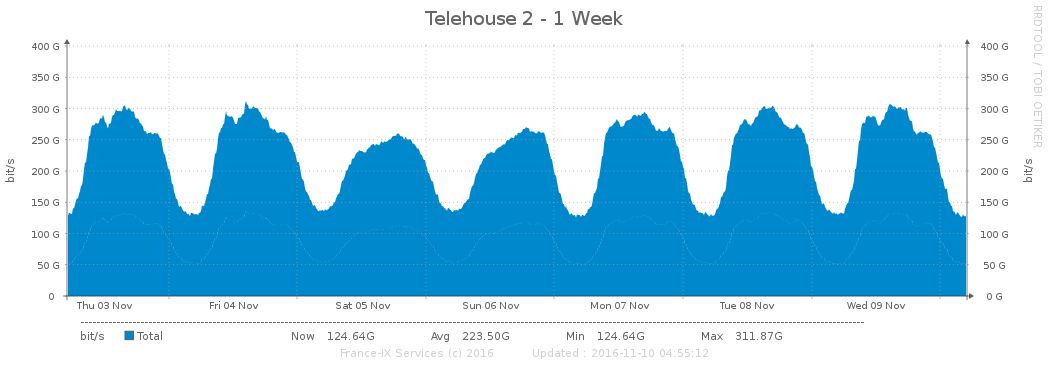 Telehouse 2 - 1 Week
RRDTOOL / TOBI OETIKER
400 G 400 G
350 G 350 G
300 G 300 G
250 G 250 G
200 G 200 G
150 G 150 G
100 G 100 G
50 G 50 G
0 0 G
bit/s
bit/s
Thu 03 Nov Fri 04 Nov Sat 05 Nov Sun 06 Nov Mon 07 Nov Tue 08 Nov Wed 09 Nov
bit/s Total Now 124.64G Avg 223.50G Min 124.64G Max 311.87G
France-IX Services (c) 2016 Updated : 2016-11-10 04:55:12